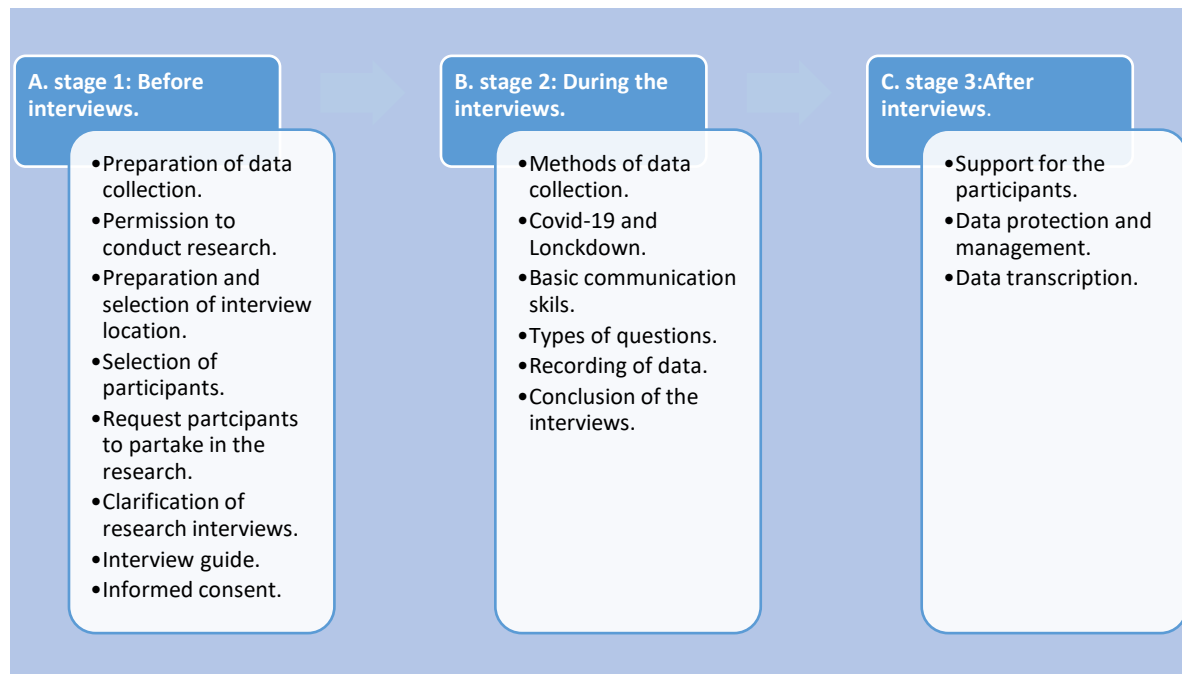 A. stage 1: Before
interviews.
•Preparation of data
collection.
•Permission to
conduct research.
•Preparation and
selection of interview
location.
•Selection of
participants.
•Request partcipants
to partake in the
research.
•Clarification of
research interviews.
•Interview guide.
•Informed consent.
B. stage 2: During the
interviews.
•Methods of data
collection.
•Covid-19 and
Lonckdown.
•Basic communication
skils.
•Types of questions.
•Recording of data.
•Conclusion of the
interviews.
C. stage 3:After
interviews.
•Support for the
participants.
•Data protection and
management.
•Data transcription.